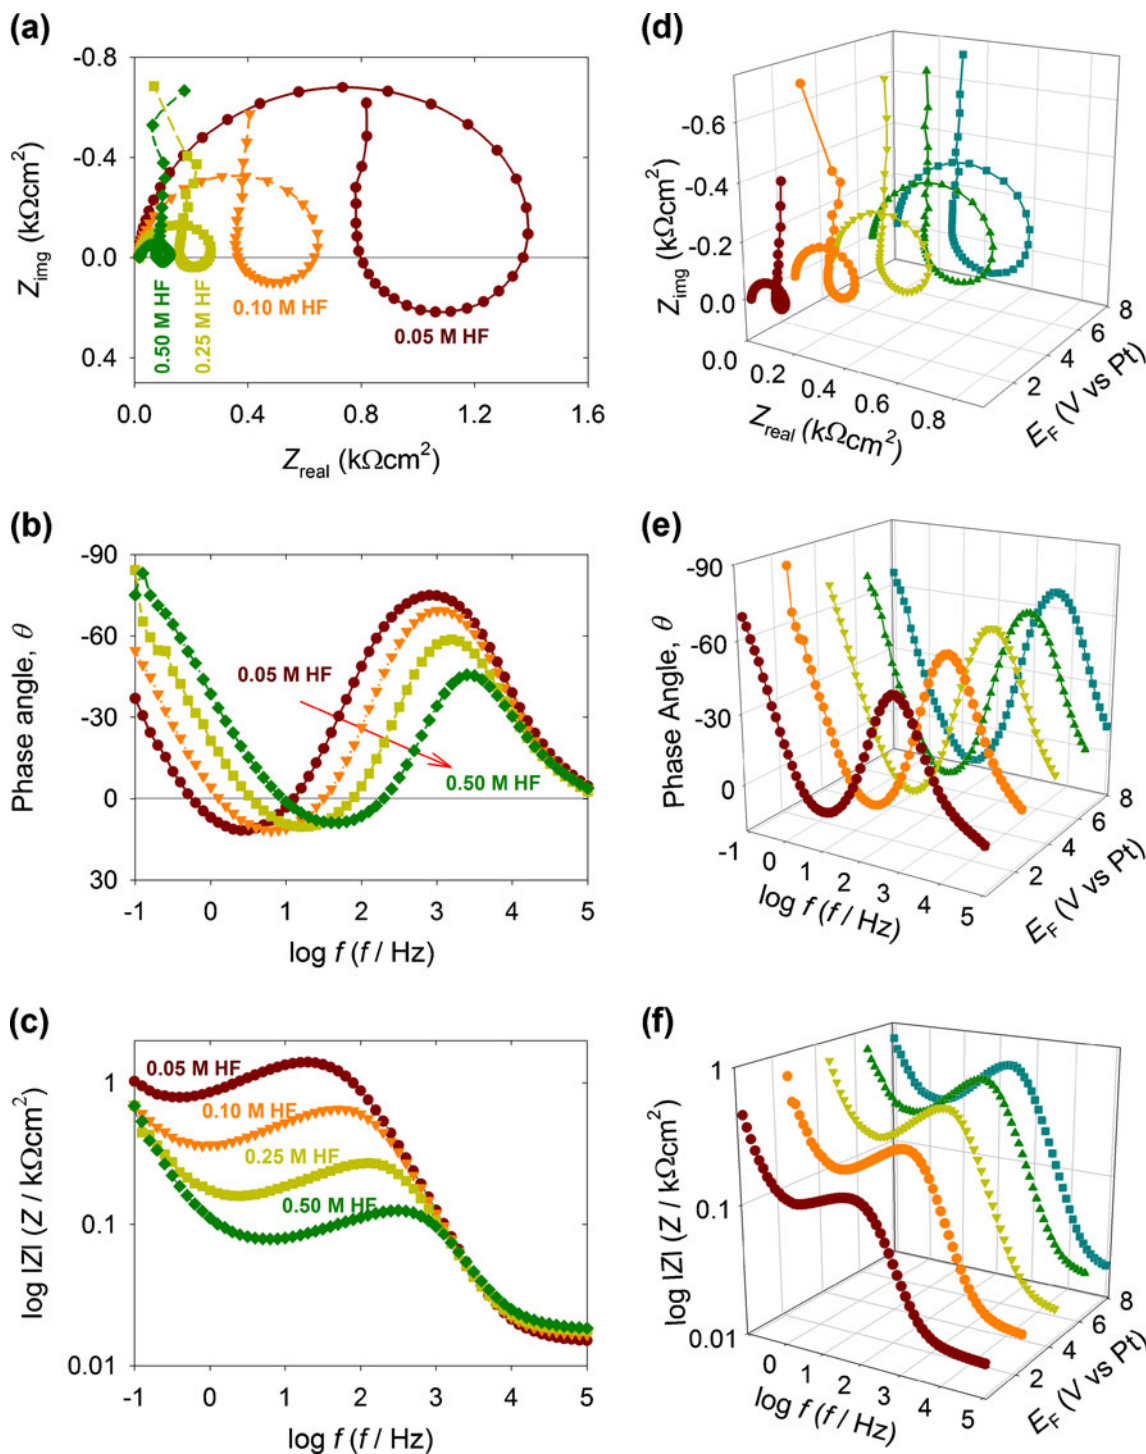 (a)
-0.8
-0.4
0.0
0.4
Z_img (kΩcm²)
0.50 M HF
0.25 M HF
0.10 M HF
0.05 M HF
0.0 0.4 0.8 1.2 1.6
Z_real (kΩcm²)
(d)
-0.6
-0.4
-0.2
0.0
Z_img (kΩcm²)
0.0 0.2 0.4 0.6 0.8
Z_real (kΩcm²)
2 4 6 8
E_F (V vs Pt)
(b)
-90
-60
-30
0
30
Phase angle, θ
0.05 M HF
0.50 M HF
-1 0 1 2 3 4 5
log f (f / Hz)
(e)
-90
-60
-30
0
Phase Angle, θ
-1 0 1 2 3 4 5
log f (f / Hz)
2 4 6 8
E_F (V vs Pt)
(c)
1
0.1
0.01
log |Z| (Z / kΩcm²)
0.05 M HF
0.10 M HF
0.25 M HF
0.50 M HF
-1 0 1 2 3 4 5
log f (f / Hz)
(f)
1
0.1
0.01
log |Z| (Z / kΩcm²)
0 1 2 3 4 5
log f (f / Hz)
2 4 6 8
E_F (V vs Pt)